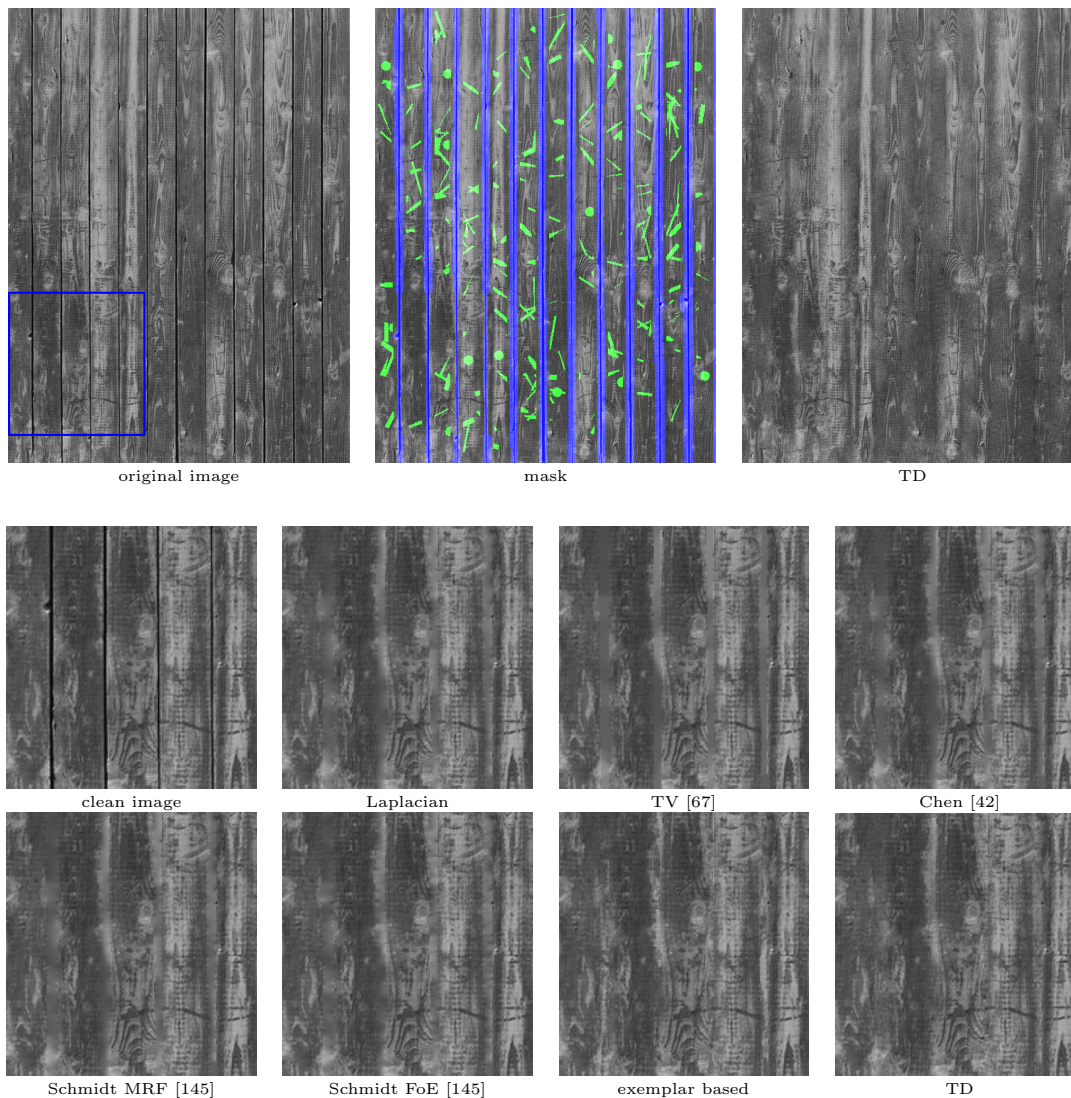 original image
mask
TD
clean image
Laplacian
TV [67]
Chen [42]
Schmidt MRF [145]
Schmidt FoE [145]
exemplar based
TD